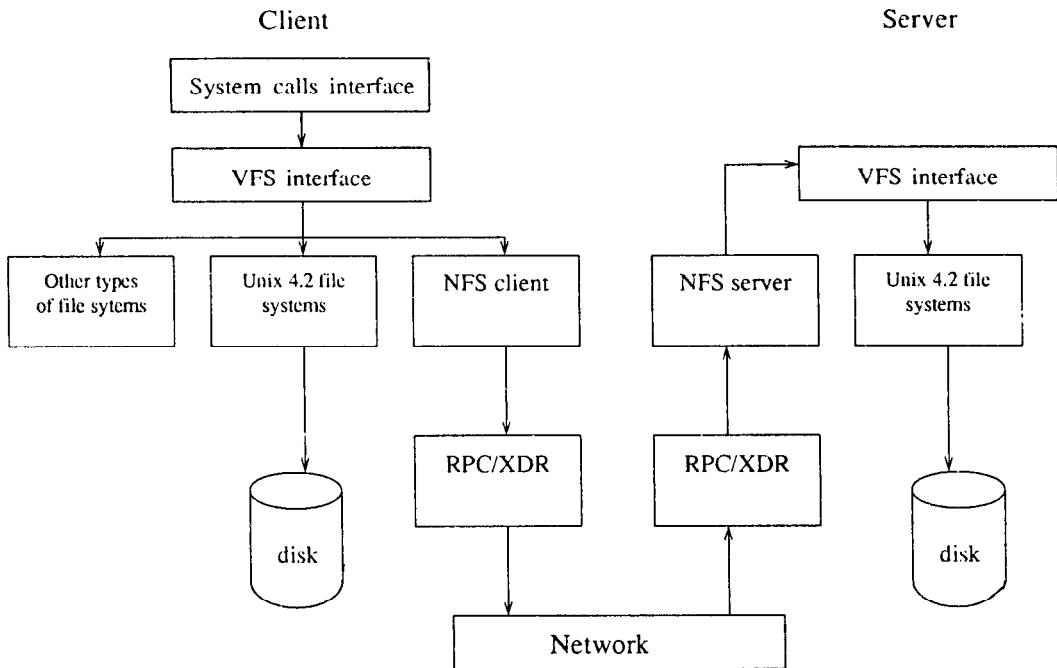 Client
Server
System calls interface
VFS interface
VFS interface
Other types
of file sytems
Unix 4.2 file
systems
NFS client
NFS server
Unix 4.2 file
systems
RPC/XDR
RPC/XDR
disk
disk
Network